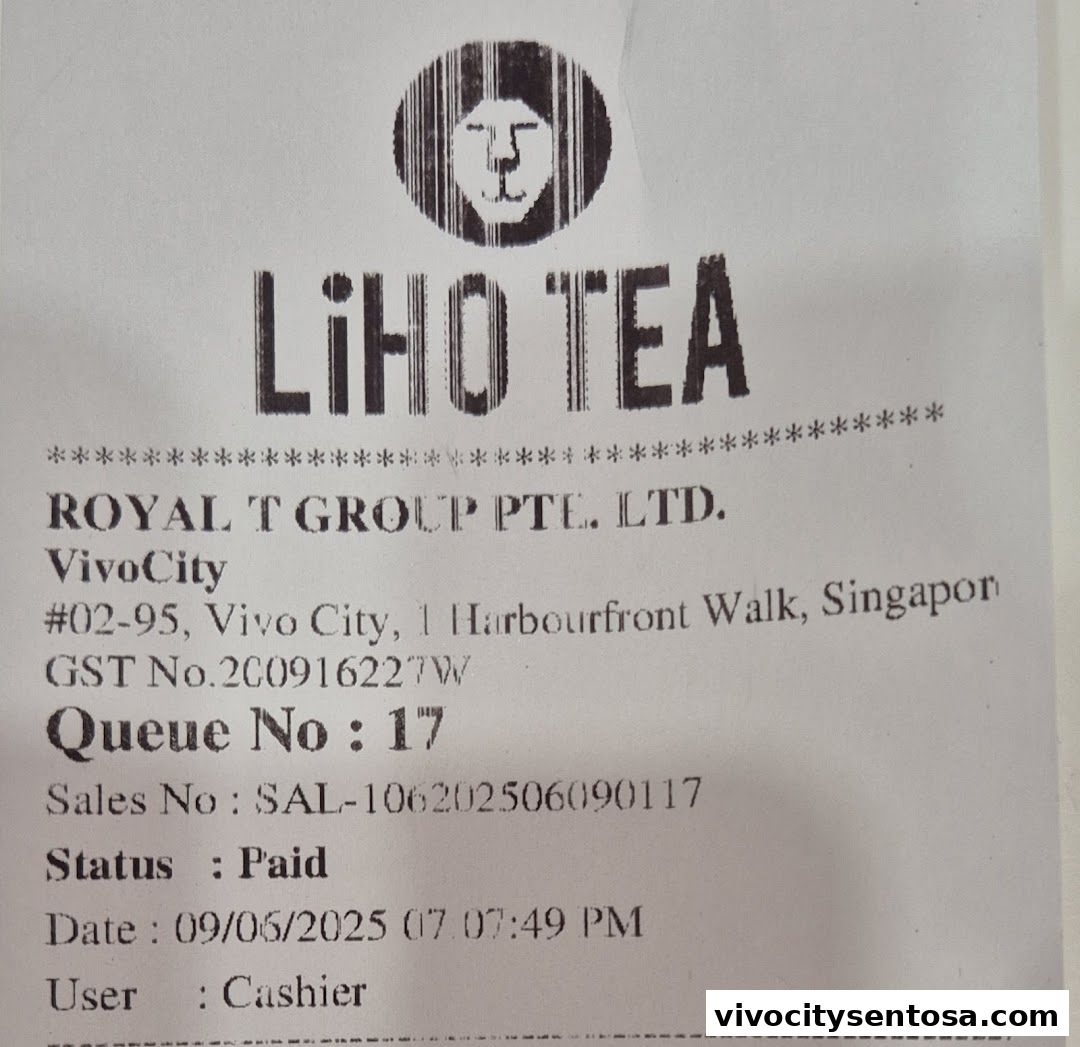 LiHO TEA
**************************************
ROYAL T GROUP PTE. LTD.
VivoCity
#02-95, Vivo City, 1 Harbourfront Walk, Singapor
GST No.200916227W
Queue No : 17
Sales No : SAL-106202506090117
Status : Paid
Date : 09/06/2025 07:07:49 PM
User : Cashier
vivocitysentosa.com